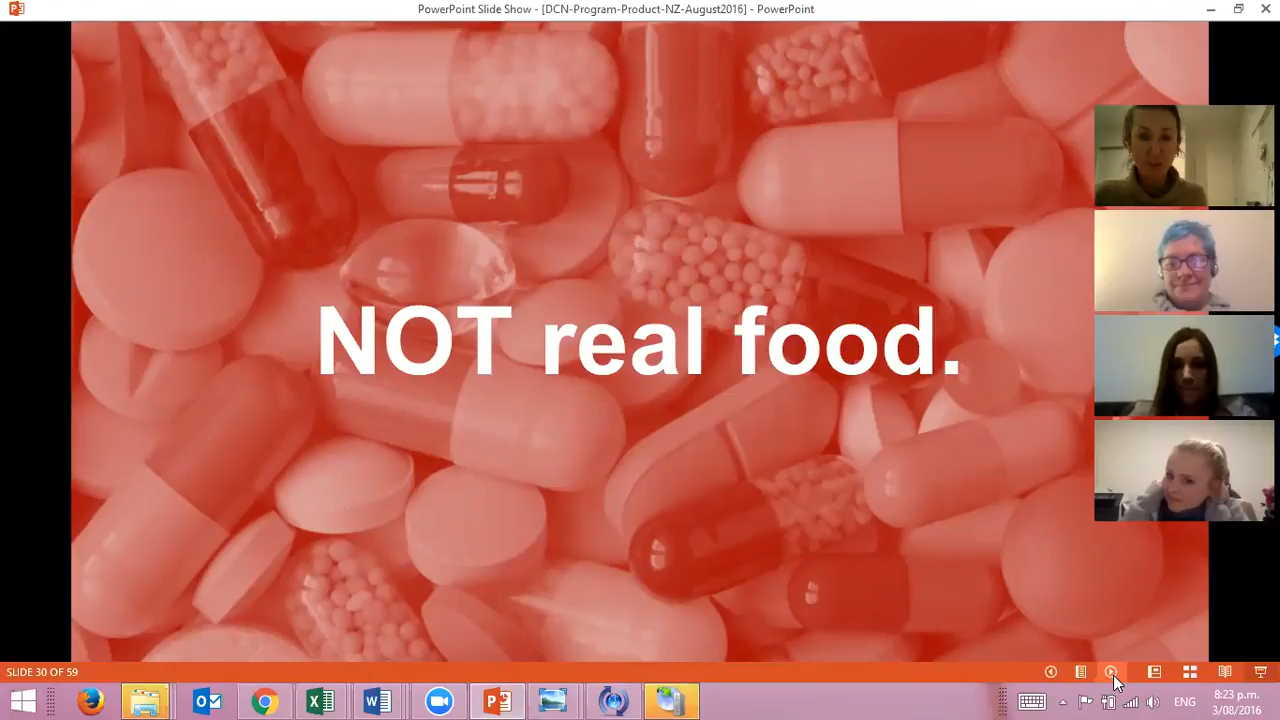 PowerPoint Slide Show - [DCN-Program-Product-NZ-August2016] - PowerPoint
NOT real food.
SLIDE 30 OF 59
ENG
8:23 p.m.
3/08/2016